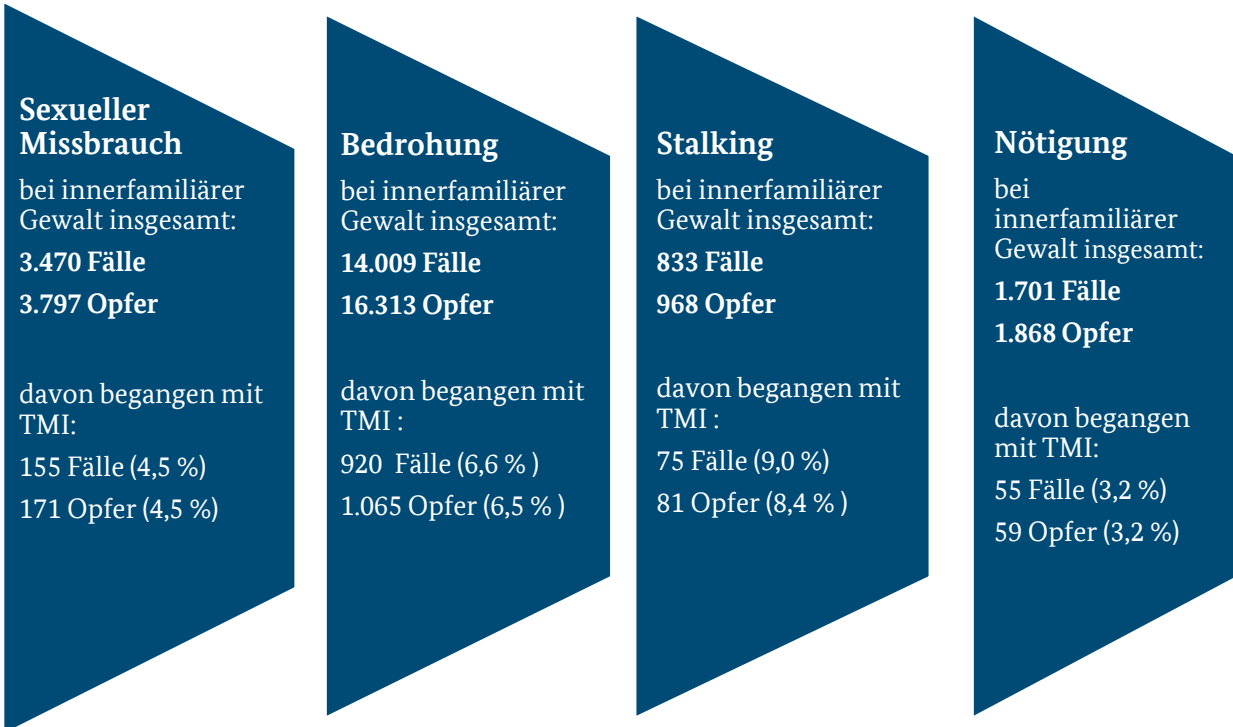 Sexueller
Missbrauch
bei innerfamiliärer
Gewalt insgesamt:
3.470 Fälle
3.797 Opfer
davon begangen mit
TMI:
155 Fälle (4,5 %)
171 Opfer (4,5 %)
Bedrohung
bei innerfamiliärer
Gewalt insgesamt:
14.009 Fälle
16.313 Opfer
davon begangen mit
TMI :
920  Fälle (6,6 % )
1.065 Opfer (6,5 % )
Stalking
bei innerfamiliärer
Gewalt insgesamt:
833 Fälle
968 Opfer
davon begangen mit
TMI :
75 Fälle (9,0 %)
81 Opfer (8,4 % )
Nötigung
bei
innerfamiliärer
Gewalt insgesamt:
1.701 Fälle
1.868 Opfer
davon begangen
mit TMI:
55 Fälle (3,2 %)
59 Opfer (3,2 %)